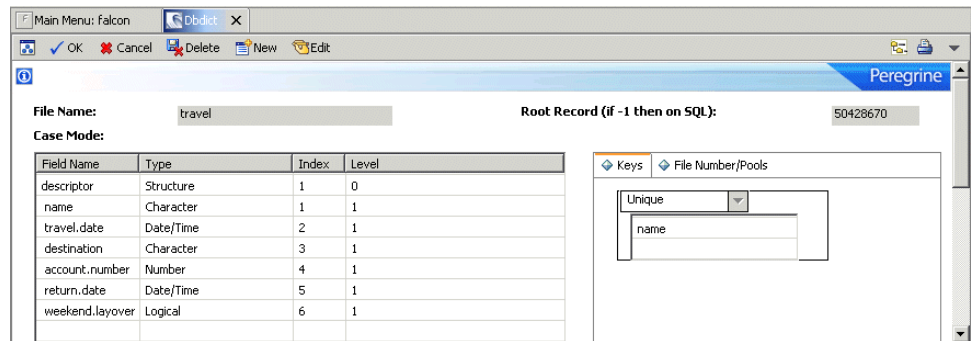 Main Menu: falcon Dbdict X
OK Cancel Delete New Edit
Peregrine
File Name: travel Root Record (if -1 then on SQL): 50428670
Case Mode:
Field Name Type Index Level
descriptor Structure 1 0
name Character 1 1
travel.date Date/Time 2 1
destination Character 3 1
account.number Number 4 1
return.date Date/Time 5 1
weekend.layover Logical 6 1
Keys File Number/Pools
Unique
name